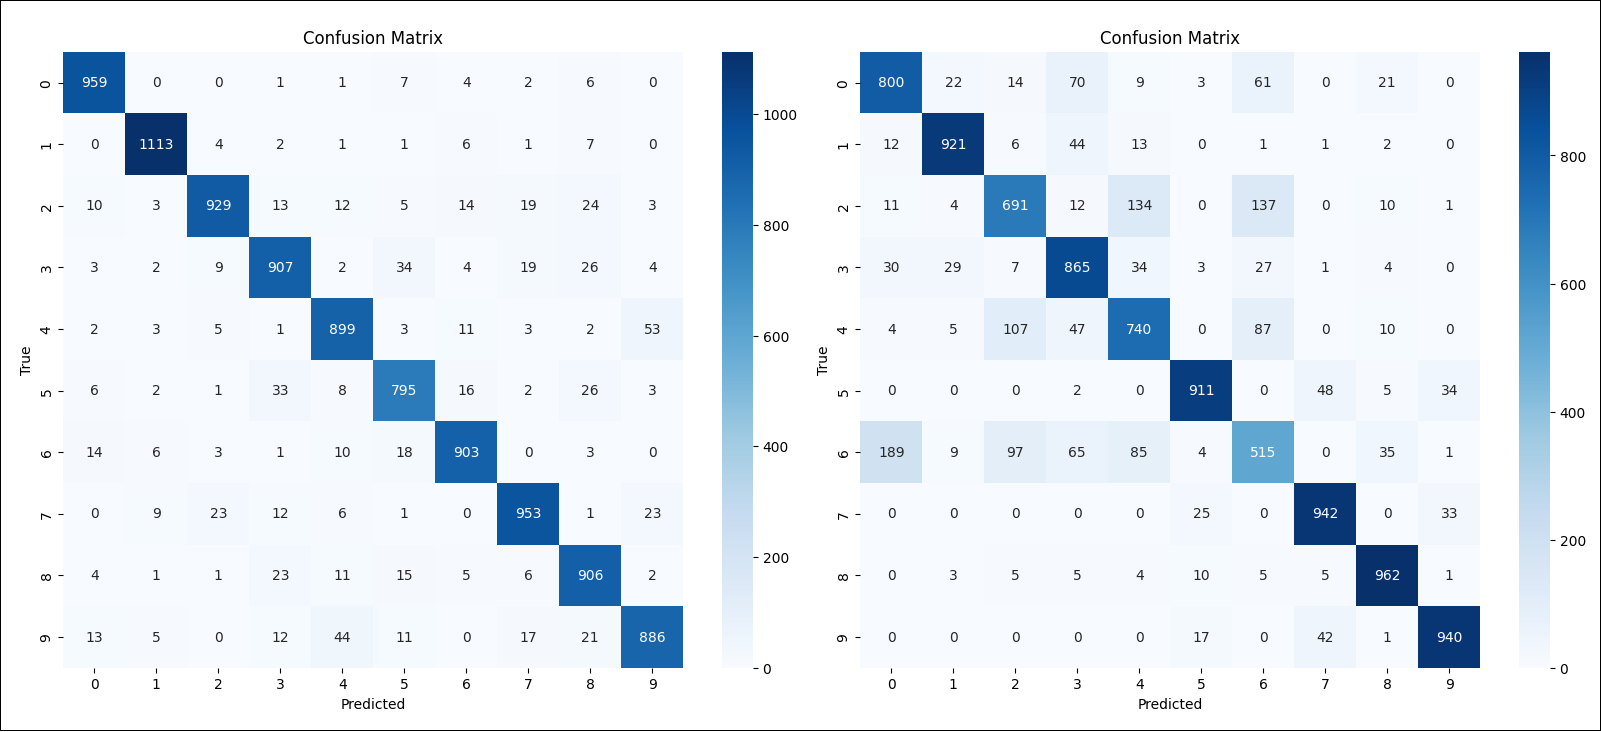 Confusion Matrix
0 959 0 0 1 1 7 4 2 6 0
1 0 1113 4 2 1 1 6 1 7 0
2 10 3 929 13 12 5 14 19 24 3
3 3 2 9 907 2 34 4 19 26 4
4 2 3 5 1 899 3 11 3 2 53
5 6 2 1 33 8 795 16 2 26 3
6 14 6 3 1 10 18 903 0 3 0
7 0 9 23 12 6 1 0 953 1 23
8 4 1 1 23 11 15 5 6 906 2
9 13 5 0 12 44 11 0 17 21 886
0 1 2 3 4 5 6 7 8 9
True
Predicted
1000
800
600
400
200
0
Confusion Matrix
0 800 22 14 70 9 3 61 0 21 0
1 12 921 6 44 13 0 1 1 2 0
2 11 4 691 12 134 0 137 0 10 1
3 30 29 7 865 34 3 27 1 4 0
4 4 5 107 47 740 0 87 0 10 0
5 0 0 0 2 0 911 0 48 5 34
6 189 9 97 65 85 4 515 0 35 1
7 0 0 0 0 0 25 0 942 0 33
8 0 3 5 5 4 10 5 5 962 1
9 0 0 0 0 0 17 0 42 1 940
0 1 2 3 4 5 6 7 8 9
True
Predicted
800
600
400
200
0